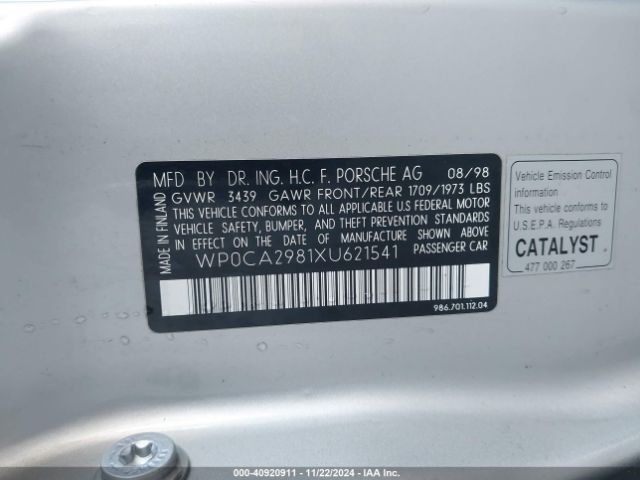 MFD BY DR. ING. H.C. F. PORSCHE AG 08/98
GVWR 3439 GAWR FRONT/REAR 1709/1973 LBS
THIS VEHICLE CONFORMS TO ALL APPLICABLE U.S FEDERAL MOTOR
VEHICLE SAFETY, BUMPER, AND THEFT PREVENTION STANDARDS
IN EFFECT ON THE DATE OF MANUFACTURE SHOWN ABOVE
WP0CA2981XU621541 PASSENGER CAR
986.701.112.04
MADE IN FINLAND
Vehicle Emission Control
information
This vehicle conforms to
U.S.E.P.A. Regulations
CATALYST
477 000 267
000-40920911 - 11/22/2024 - IAA Inc.